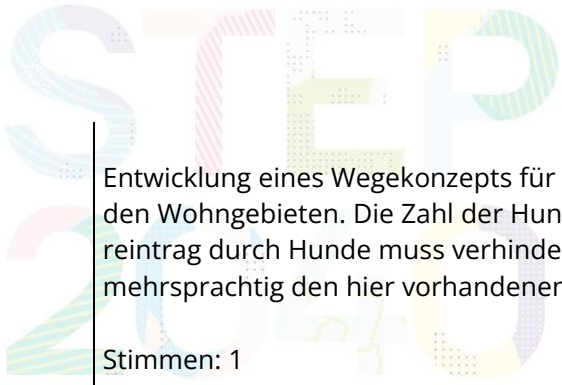 STEP
2040
Entwicklung eines Wegekonzepts für
den Wohngebieten. Die Zahl der Hun
reintrag durch Hunde muss verhinde
mehrsprachtig den hier vorhandener
Stimmen: 1